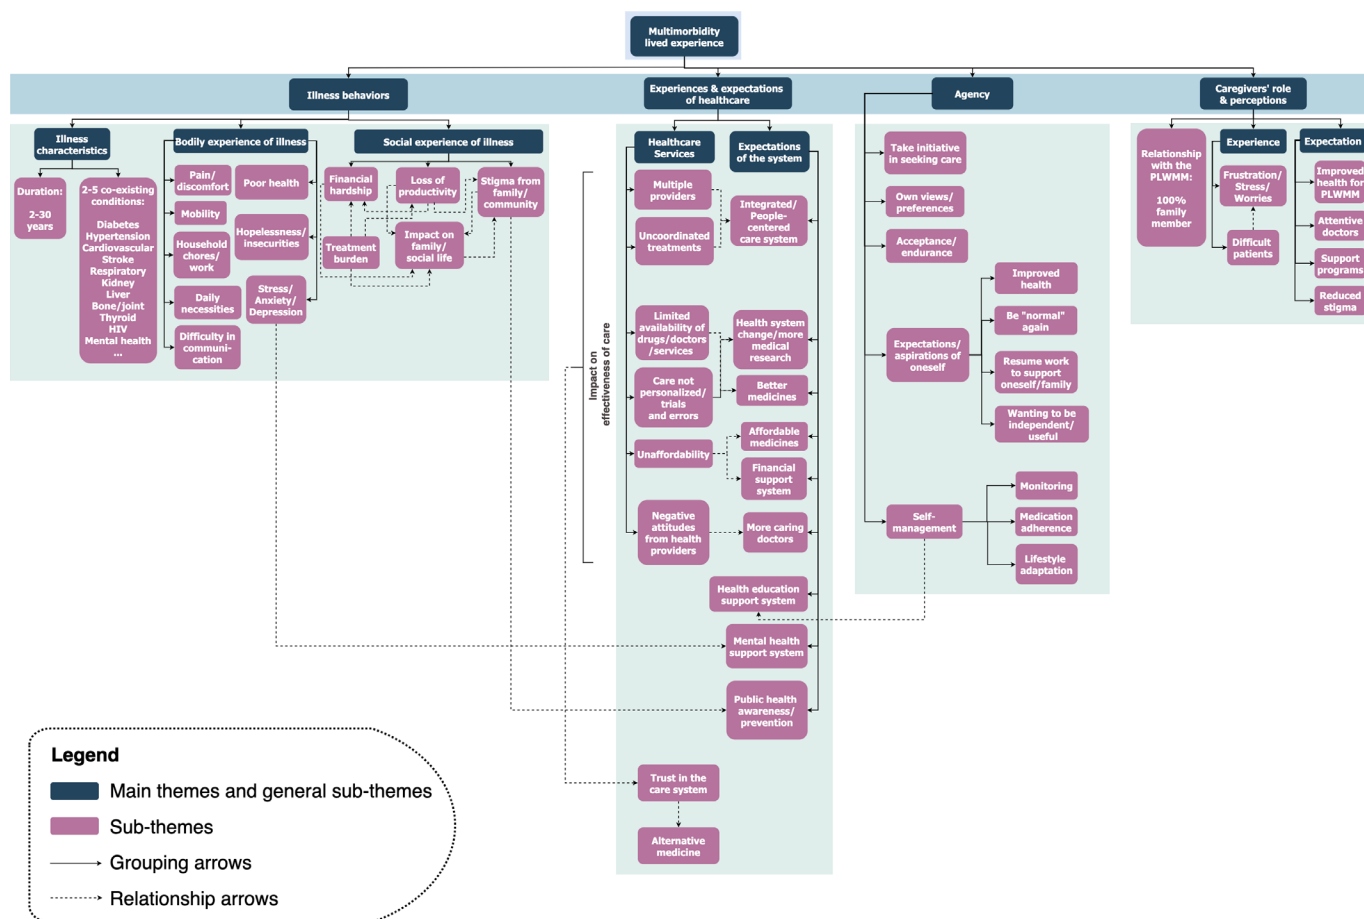 Multimorbidity
lived experience
Illness behaviors
Experiences & expectations
of healthcare
Agency
Caregivers' role
& perceptions
Illness
characteristics
Bodily experience of illness
Social experience of illness
Duration:
2-30
years
2-5 co-existing
conditions:
Diabetes
Hypertension
Cardiovascular
Stroke
Respiratory
Kidney
Liver
Bone/joint
Thyroid
HIV
Mental health
...
Pain/
discomfort
Mobility
Household
chores/
work
Daily
necessities
Difficulty in
communi-
cation
Poor health
Hopelessness/
insecurities
Stress/
Anxiety/
Depression
Financial
hardship
Loss of
productivity
Stigma from
family/
community
Treatment
burden
Impact on
family/
social life
Healthcare
Services
Expectations
of the system
Impact on
effectiveness of care
Multiple
providers
Uncoordinated
treatments
Integrated/
People-
centered
care system
Limited
availability of
drugs/doctors
/services
Health system
change/more
medical
research
Care not
personalized/
trials
and errors
Better
medicines
Unaffordability
Affordable
medicines
Financial
support
system
Negative
attitudes
from health
providers
More caring
doctors
Health education
support system
Mental health
support system
Public health
awareness/
prevention
Trust in the
care system
Alternative
medicine
Take initiative
in seeking care
Own views/
preferences
Acceptance/
endurance
Expectations/
aspirations of
oneself
Improved
health
Be "normal"
again
Resume work
to support
oneself/family
Wanting to be
independent/
useful
Self-
management
Monitoring
Medication
adherence
Lifestyle
adaptation
Relationship
with the
PLWMM:
100%
family
member
Experience
Frustration/
Stress/
Worries
Difficult
patients
Expectation
Improved
health for
PLWMM
Attentive
doctors
Support
programs
Reduced
stigma
Legend
Main themes and general sub-themes
Sub-themes
Grouping arrows
Relationship arrows